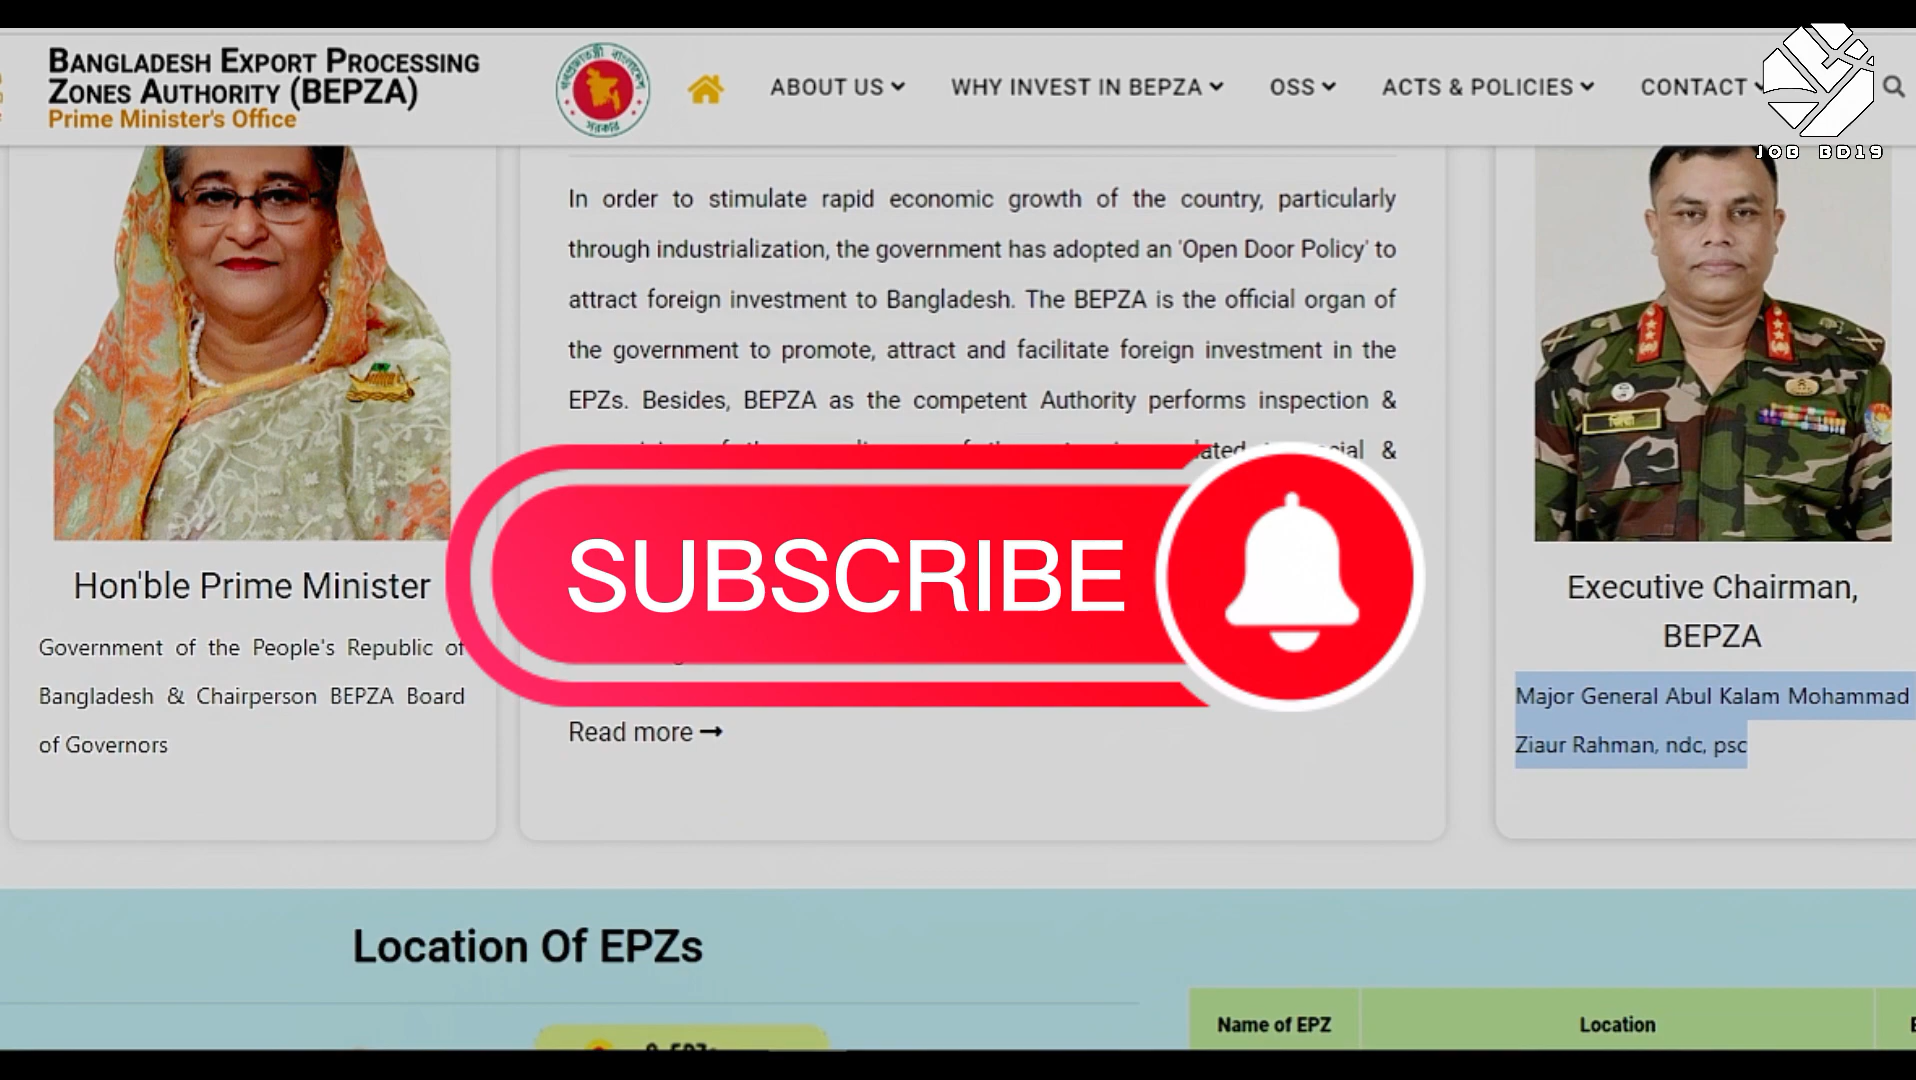 BANGLADESH EXPORT PROCESSING
ZONES AUTHORITY (BEPZA)
Prime Minister's Office
ABOUT US
WHY INVEST IN BEPZA
OSS
ACTS & POLICIES
CONTACT
JOB BD19
In order to stimulate rapid economic growth of the country, particularly
through industrialization, the government has adopted an 'Open Door Policy' to
attract foreign investment to Bangladesh. The BEPZA is the official organ of
the government to promote, attract and facilitate foreign investment in the
EPZs. Besides, BEPZA as the competent Authority performs inspection &
&
Read more
SUBSCRIBE
Hon'ble Prime Minister
Government of the People's Republic of
Bangladesh & Chairperson BEPZA Board
of Governors
Executive Chairman,
BEPZA
Major General Abul Kalam Mohammad
Ziaur Rahman, ndc, psc
Location Of EPZs
Name of EPZ
Location